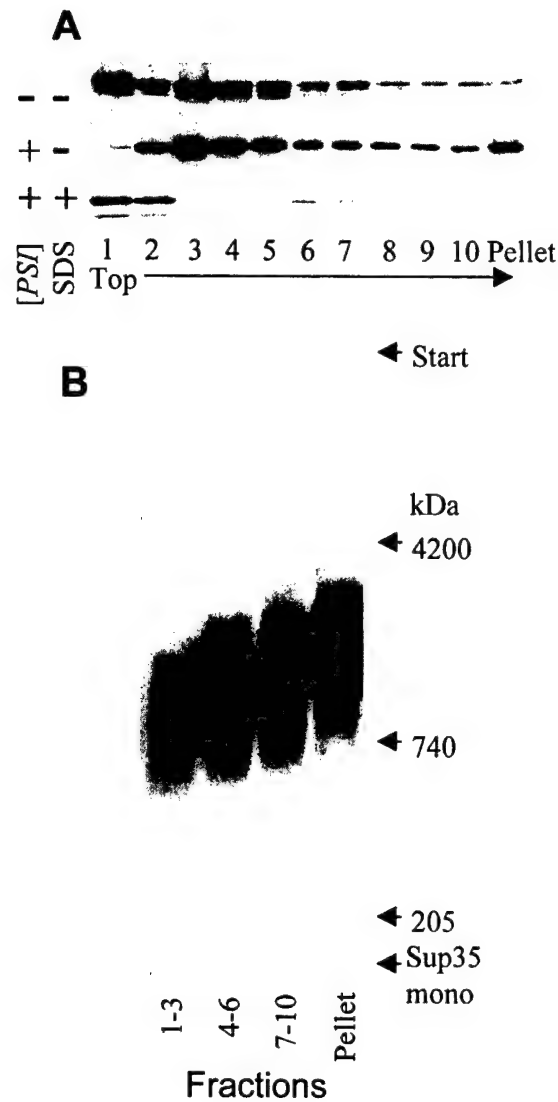 A
- -
+ -
+ +
[PSI] SDS
1 2 3 4 5 6 7 8 9 10 Pellet
Top
B
Start
kDa
4200
740
205
Sup35
mono
1-3 4-6 7-10 Pellet
Fractions